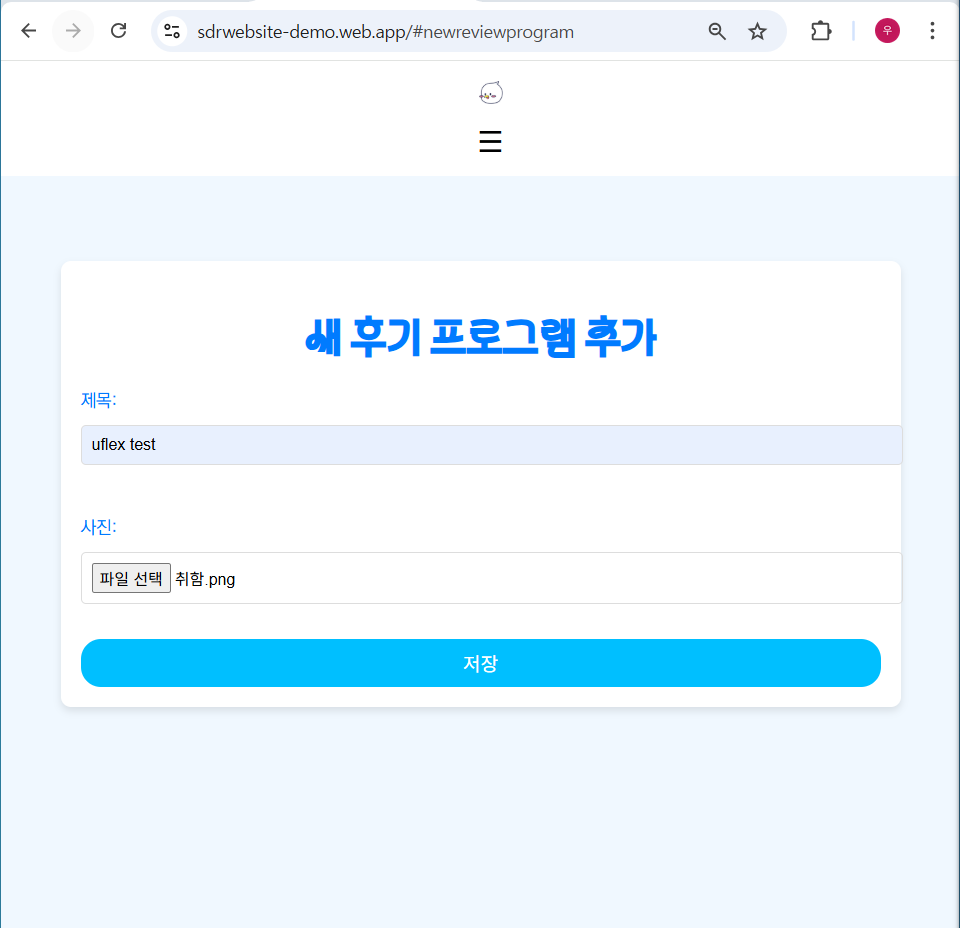 sdrwebsite-demo.web.app/#newreviewprogram
우
새 후기 프로그램 추가
제목:
uflex test
사진:
파일 선택 취함.png
저장